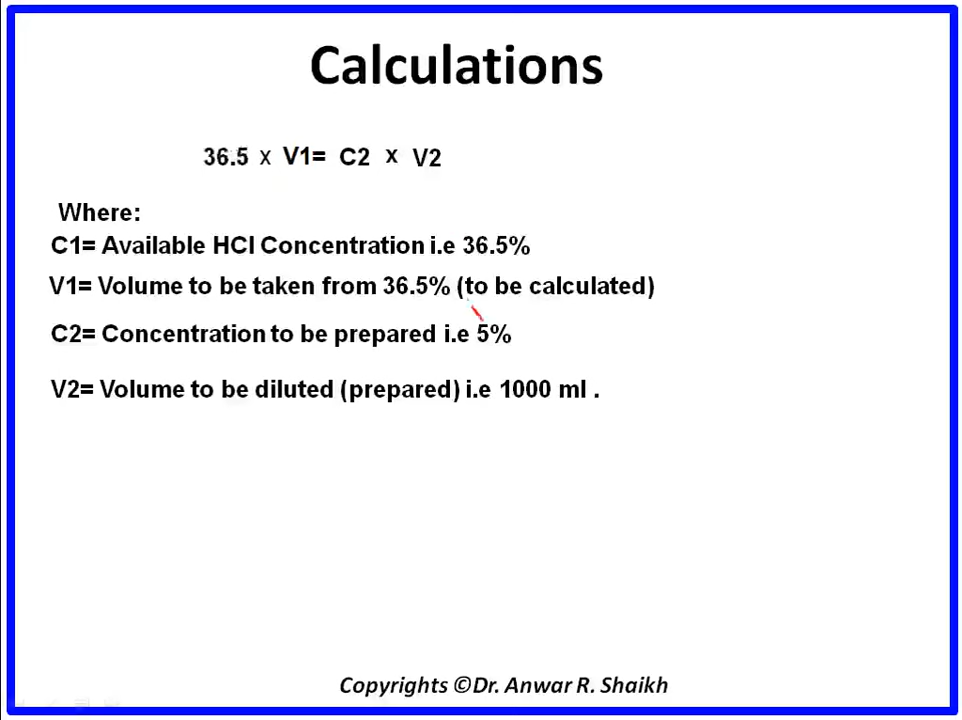 Calculations
36.5 x V1= C2 x V2
Where:
C1= Available HCl Concentration i.e 36.5%
V1= Volume to be taken from 36.5% (to be calculated)
C2= Concentration to be prepared i.e 5%
V2= Volume to be diluted (prepared) i.e 1000 ml .
Copyrights ©Dr. Anwar R. Shaikh